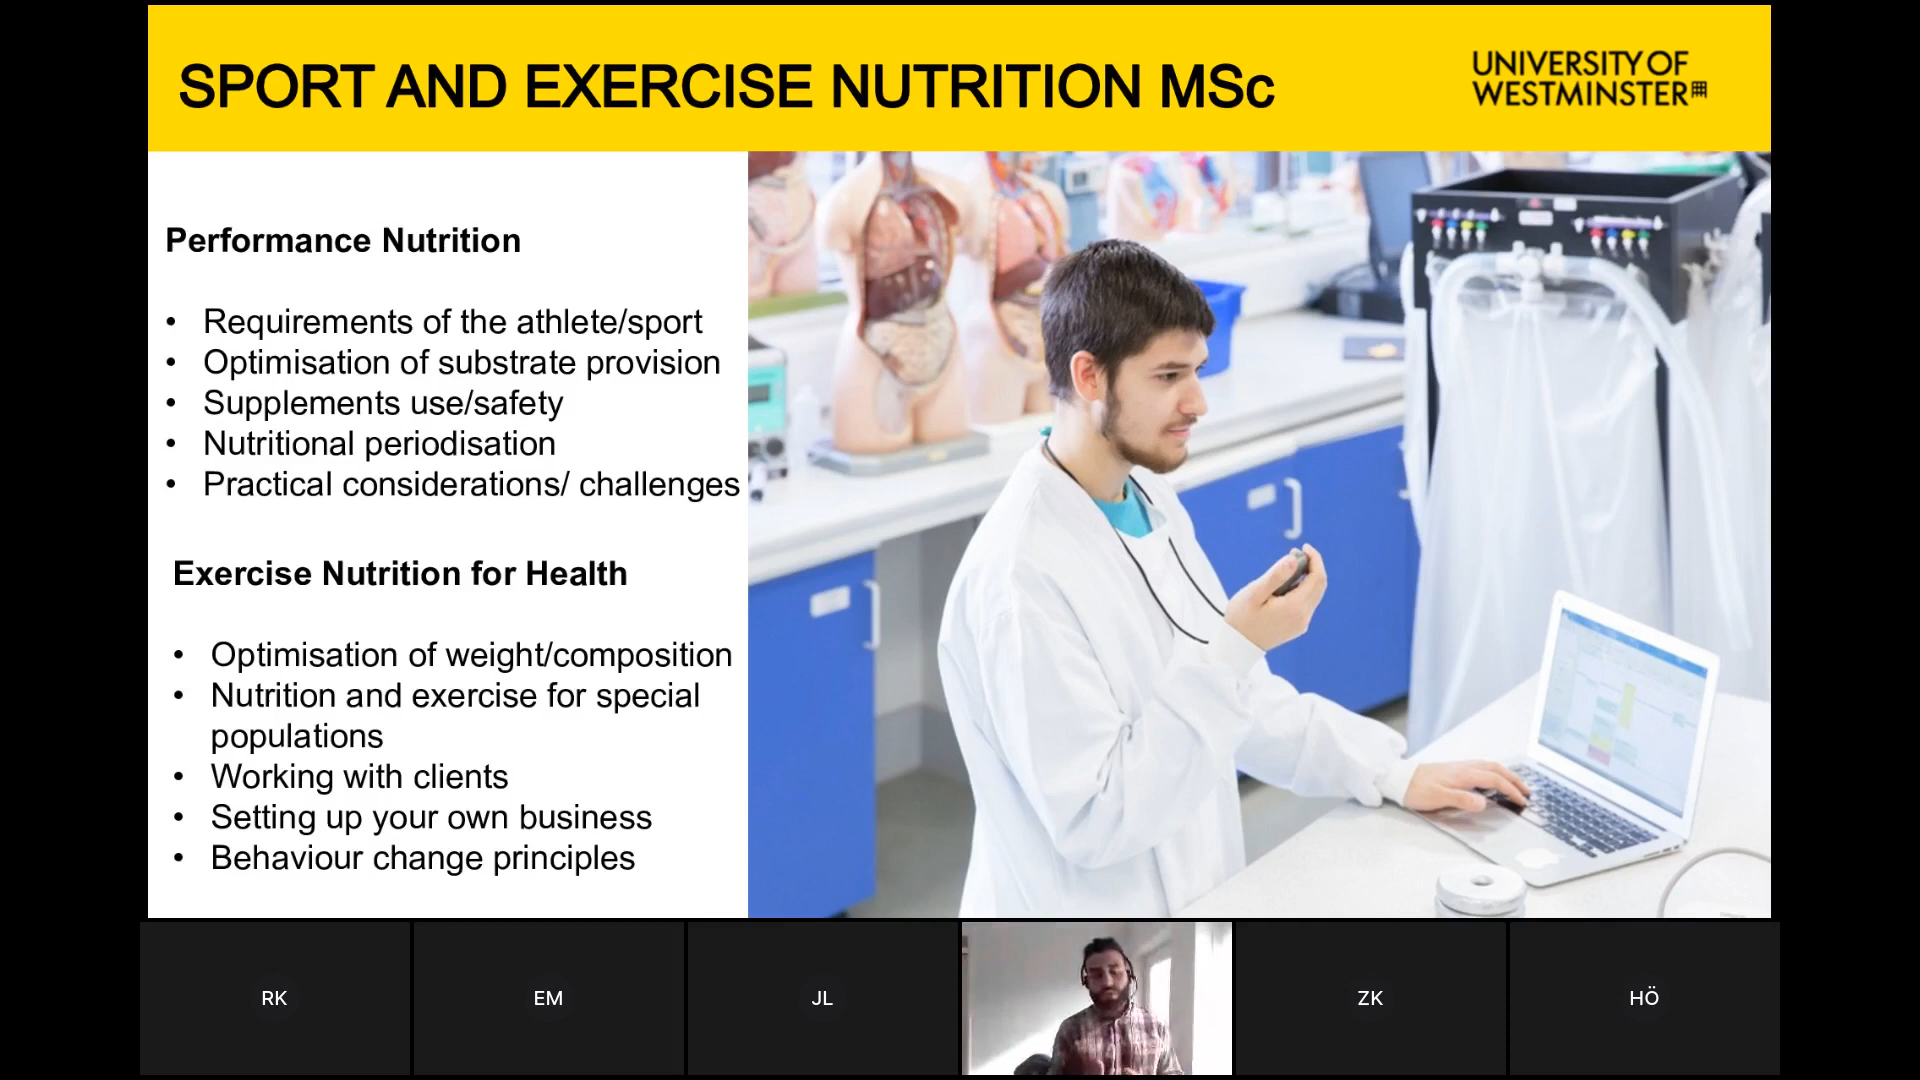 SPORT AND EXERCISE NUTRITION MSc
UNIVERSITY OF
WESTMINSTER
Performance Nutrition
• Requirements of the athlete/sport
• Optimisation of substrate provision
• Supplements use/safety
• Nutritional periodisation
• Practical considerations/ challenges
Exercise Nutrition for Health
• Optimisation of weight/composition
• Nutrition and exercise for special
populations
• Working with clients
• Setting up your own business
• Behaviour change principles
RK
EM
JL
ZK
HÖ